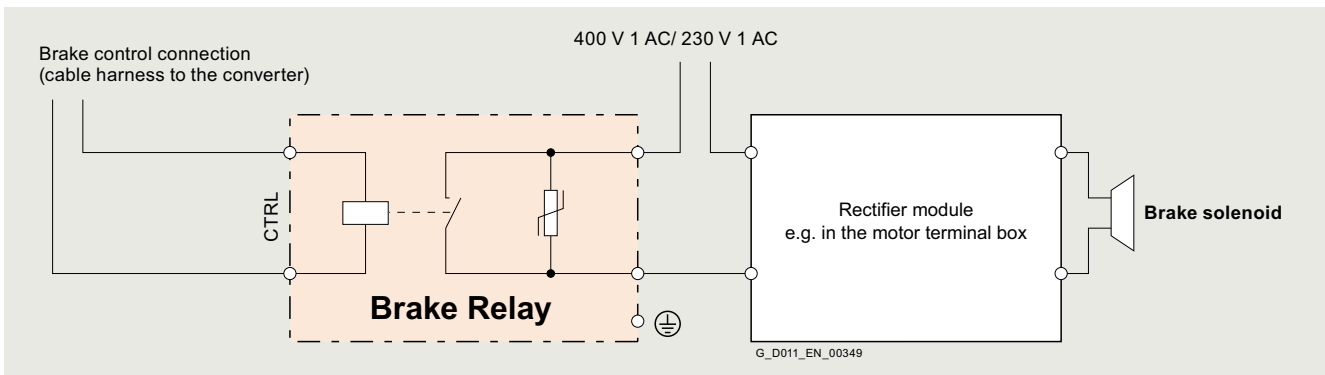 400 V 1 AC/ 230 V 1 AC
Brake control connection
(cable harness to the converter)
CTRL
Rectifier module
e.g. in the motor terminal box
Brake solenoid
Brake Relay
G_D011_EN_00349